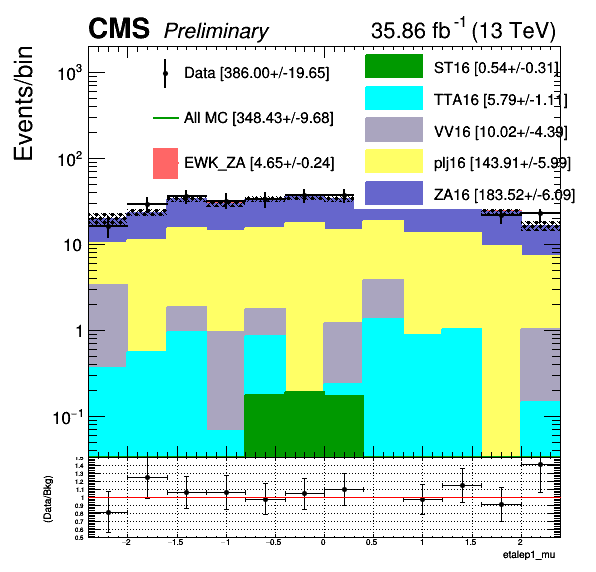 CMS Preliminary 35.86 fb⁻¹ (13 TeV)
Events/bin
Data [386.00+/-19.65]
All MC [348.43+/-9.68]
EWK_ZA [4.65+/-0.24]
ST16 [0.54+/-0.31]
TTA16 [5.79+/-1.11]
VV16 [10.02+/-4.39]
plj16 [143.91+/-5.99]
ZA16 [183.52+/-6.09]
10³
10²
10
1
10⁻¹
(Data/Bkg)
1.5
1.4
1.3
1.2
1.1
1
0.9
0.8
0.7
0.6
0.5
−2 −1.5 −1 −0.5 0 0.5 1 1.5 2
etalep1_mu